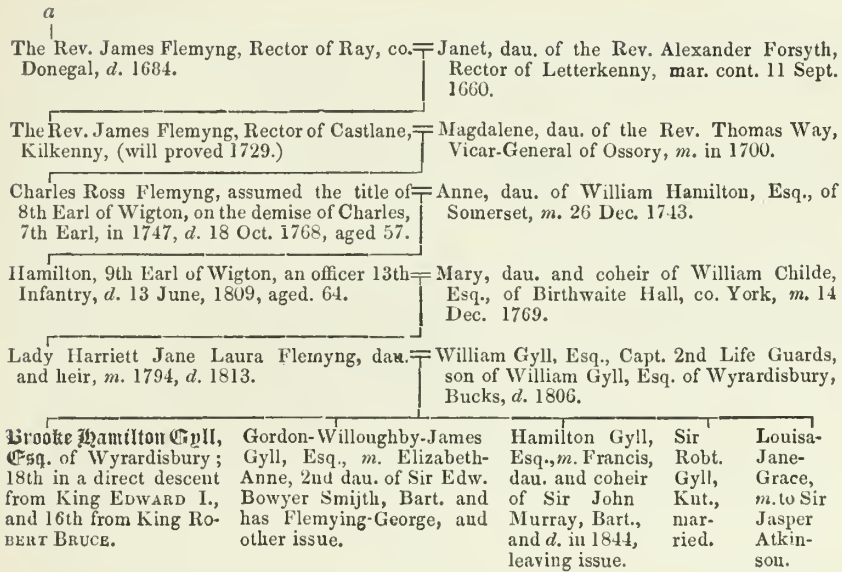 a
The Rev. James Flemyng, Rector of Ray, co. Donegal, d. 1684.
Janet, dau. of the Rev. Alexander Forsyth, Rector of Letterkenny, mar. cont. 11 Sept. 1660.
The Rev. James Flemyng, Rector of Castlane, Kilkenny, (will proved 1729.)
Magdalene, dau. of the Rev. Thomas Way, Vicar-General of Ossory, m. in 1700.
Charles Ross Flemyng, assumed the title of 8th Earl of Wigton, on the demise of Charles, 7th Earl, in 1747, d. 18 Oct. 1768, aged 57.
Anne, dau. of William Hamilton, Esq., of Somerset, m. 26 Dec. 1743.
Hamilton, 9th Earl of Wigton, an officer 13th Infantry, d. 13 June, 1809, aged. 64.
Mary, dau. and coheir of William Childe, Esq., of Birthwaite Hall, co. York, m. 14 Dec. 1769.
Lady Harriett Jane Laura Flemyng, dau. and heir, m. 1794, d. 1813.
William Gyll, Esq., Capt. 2nd Life Guards, son of William Gyll, Esq. of Wyrardisbury, Bucks, d. 1806.
Brooke Hamilton Gyll,
Esq. of Wyrardisbury;
18th in a direct descent
from King EDWARD I.,
and 16th from King RO-
BERT BRUCE.
Gordon-Willoughby-James
Gyll, Esq., m. Elizabeth-
Anne, 2nd dau. of Sir Edw.
Bowyer Smijth, Bart. and
has Flemying-George, and
other issue.
Hamilton Gyll,
Esq., m. Francis,
dau. and coheir
of Sir John
Murray, Bart.,
and d. in 1844,
leaving issue.
Sir
Robt.
Gyll,
Knt.,
mar-
ried.
Louisa-
Jane-
Grace,
m. to Sir
Jasper
Atkin-
son.